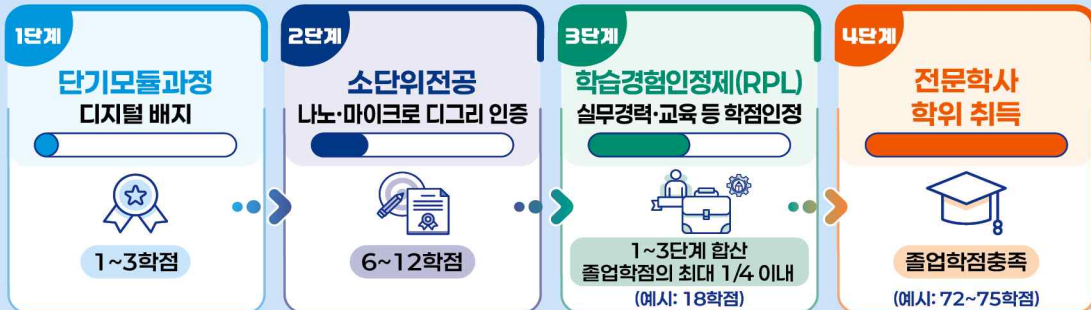 1단계
단기모듈과정
디지털 배지
1~3학점
2단계
소단위전공
나노·마이크로 디그리 인증
6~12학점
3단계
학습경험인정제(RPL)
실무경력·교육 등 학점인정
1~3단계 합산
졸업학점의 최대 1/4 이내
(예시: 18학점)
4단계
전문학사
학위 취득
졸업학점충족
(예시: 72~75학점)